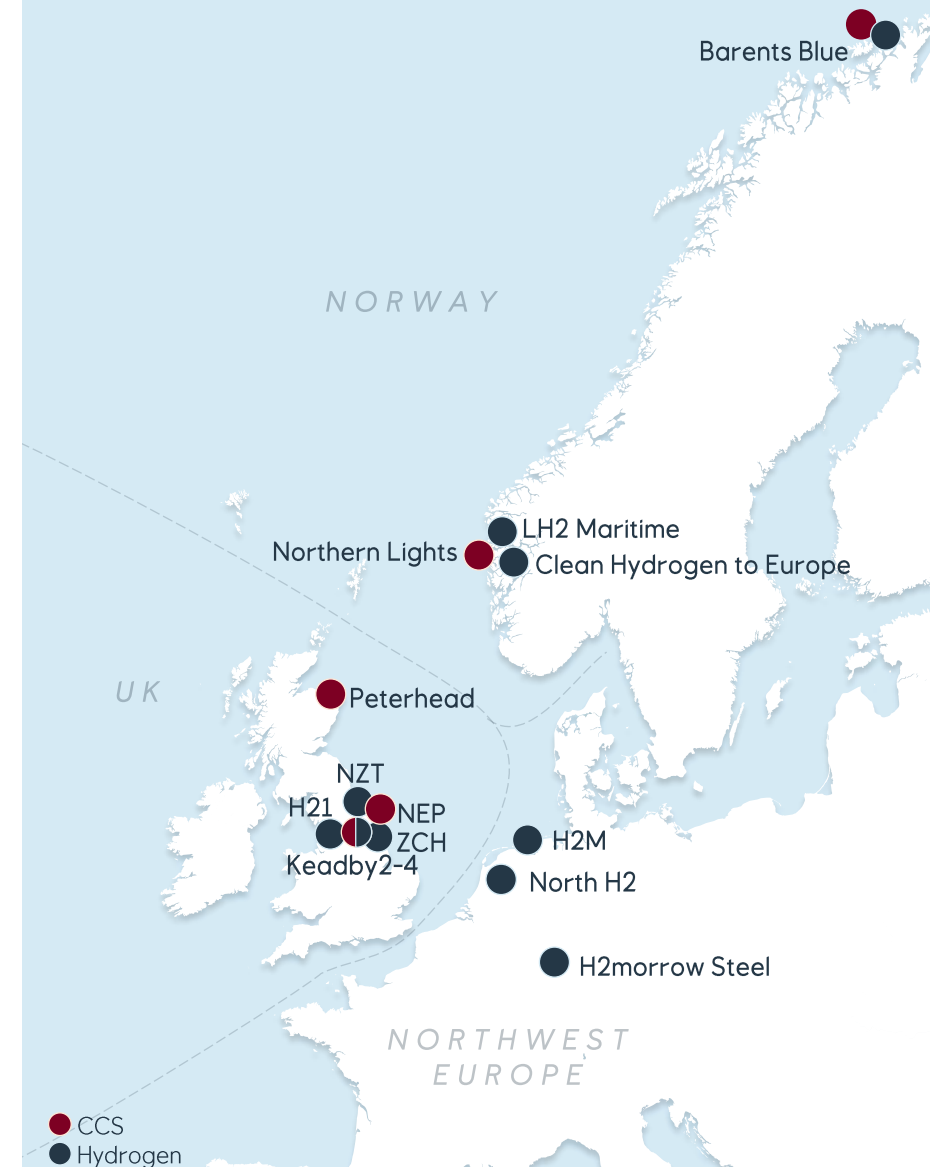 Barents Blue
NORWAY
LH2 Maritime
Northern Lights
Clean Hydrogen to Europe
UK
Peterhead
NZT
H21
NEP
ZCH
Keadby2-4
H2M
North H2
H2morrow Steel
NORTHWEST
EUROPE
CCS
Hydrogen